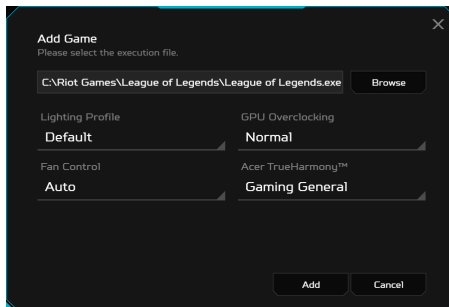 Add Game
Please select the execution file.
C:\Riot Games\League of Legends\League of Legends.exe
Browse
Lighting Profile
GPU Overclocking
Default
Normal
Fan Control
Acer TrueHarmony™
Auto
Gaming General
Add
Cancel